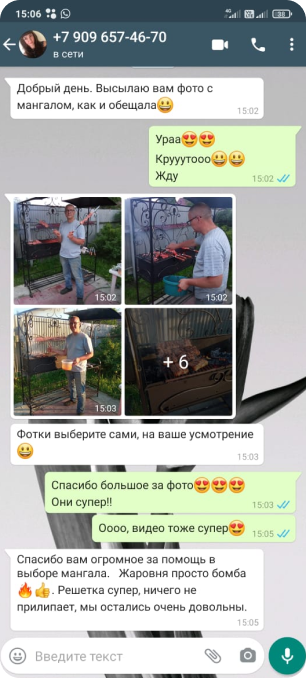 15:06
+7 909 657-46-70
в сети
Добрый день. Высылаю вам фото с
мангалом, как и обещала😀
15:02
Ураа😍😍
Крууутооо😀😀
Жду
15:02
15:02
15:02
15:03
+ 6
Фотки выберите сами, на ваше усмотрение
😀
15:03
Спасибо большое за фото😍😍😍
Они супер!!
15:03
Оооо, видео тоже супер😍
15:05
Спасибо вам огромное за помощь в
выборе мангала. Жаровня просто бомба
🔥👍. Решетка супер, ничего не
прилипает, мы остались очень довольны.
15:05
Введите текст